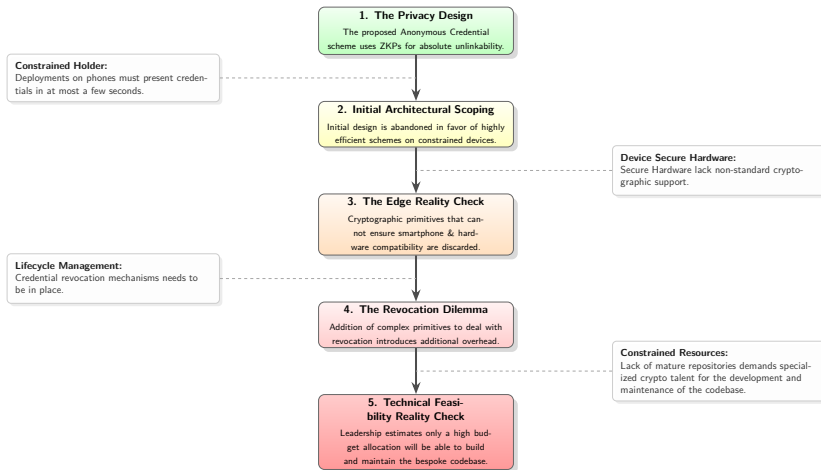 1. The Privacy Design
The proposed Anonymous Credential
scheme uses ZKPs for absolute unlinkability.
Constrained Holder:
Deployments on phones must present creden-
tials in at most a few seconds.
2. Initial Architectural Scoping
Initial design is abandoned in favor of highly
efficient schemes on constrained devices.
Device Secure Hardware:
Secure Hardware lack non-standard crypto-
graphic support.
3. The Edge Reality Check
Cryptographic primitives that can-
not ensure smartphone & hard-
ware compatibility are discarded.
Lifecycle Management:
Credential revocation mechanisms needs to
be in place.
4. The Revocation Dilemma
Addition of complex primitives to deal with
revocation introduces additional overhead.
Constrained Resources:
Lack of mature repositories demands special-
ized crypto talent for the development and
maintenance of the codebase.
5. Technical Feasi-
bility Reality Check
Leadership estimates only a high bud-
get allocation will be able to build
and maintain the bespoke codebase.